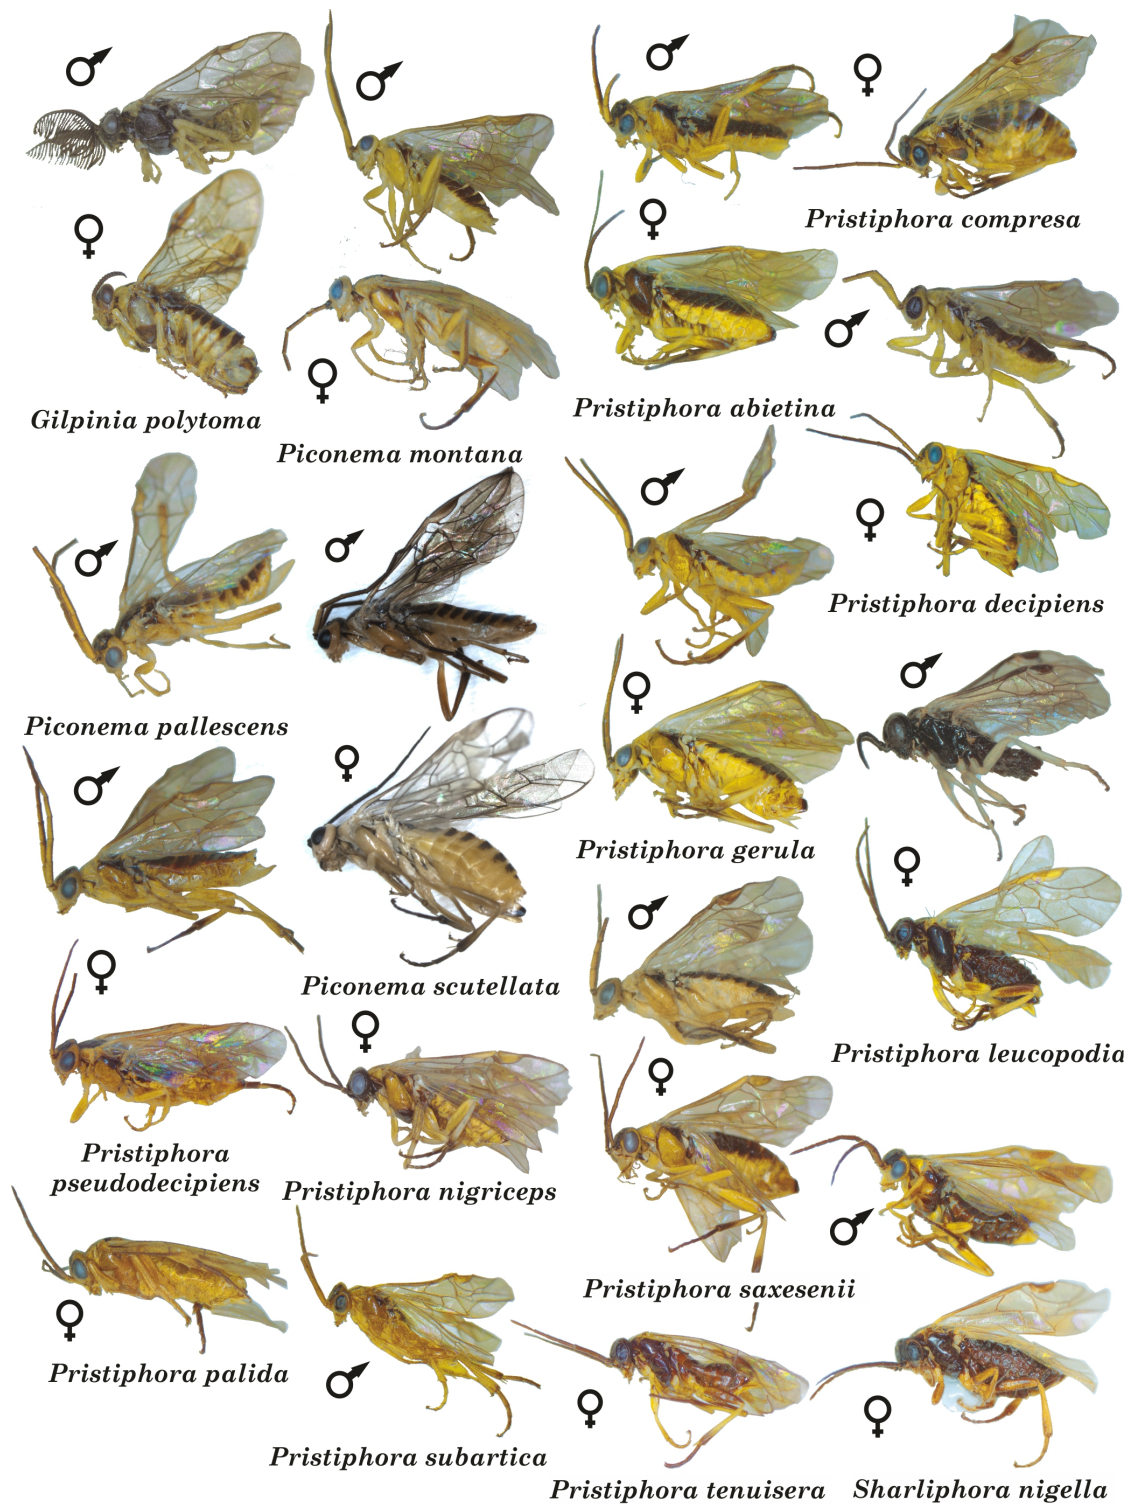 Pristiphora compresa
Gilpinia polytoma
Pristiphora abietina
Piconema montana
Pristiphora decipiens
Piconema pallescens
Pristiphora gerula
Piconema scutellata
Pristiphora leucopodia
Pristiphora
pseudodecipiens
Pristiphora nigriceps
Pristiphora saxesenii
Pristiphora palida
Pristiphora subartica
Pristiphora tenuisera
Sharliphora nigella